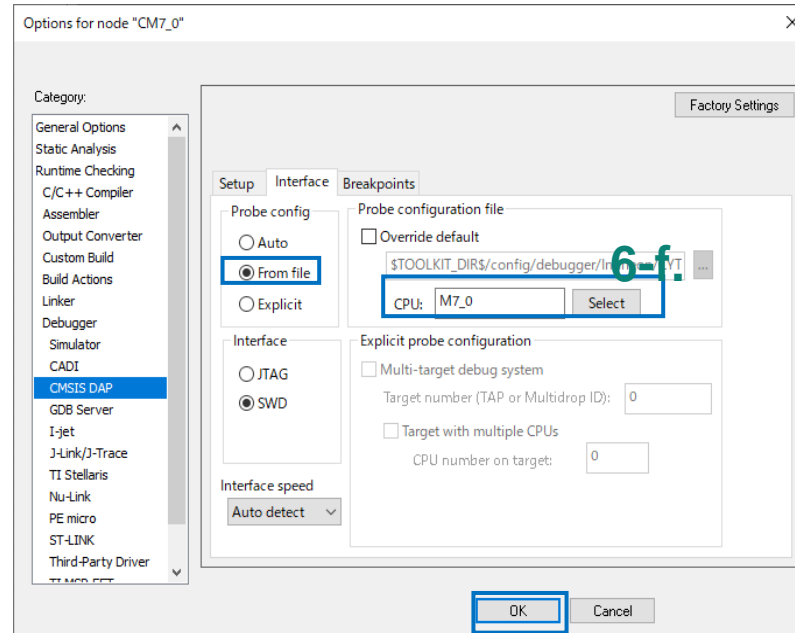 Options for node "CM7_0"
Category:
Factory Settings
General Options
Static Analysis
Runtime Checking
C/C++ Compiler
Assembler
Output Converter
Custom Build
Build Actions
Linker
Debugger
Simulator
CADI
CMSIS DAP
GDB Server
I-jet
J-Link/J-Trace
TI Stellaris
Nu-Link
PE micro
ST-LINK
Third-Party Driver
Setup Interface Breakpoints
Probe config
Auto
From file
Explicit
Probe configuration file
Override default
$TOOLKIT_DIR$/config/debugger/
6-f.
...
CPU: M7_0 Select
Interface
JTAG
SWD
Explicit probe configuration
Multi-target debug system
Target number (TAP or Multidrop ID): 0
Target with multiple CPUs
CPU number on target: 0
Interface speed
Auto detect
OK Cancel